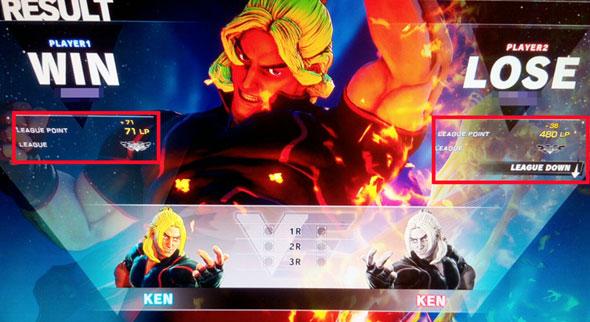 RESULT
PLAYER1
WIN
+71
LEAGUE POINT 71 LP
LEAGUE
PLAYER2
LOSE
-36
LEAGUE POINT 480 LP
LEAGUE
LEAGUE DOWN
V
1R
2R
3R
KEN
KEN